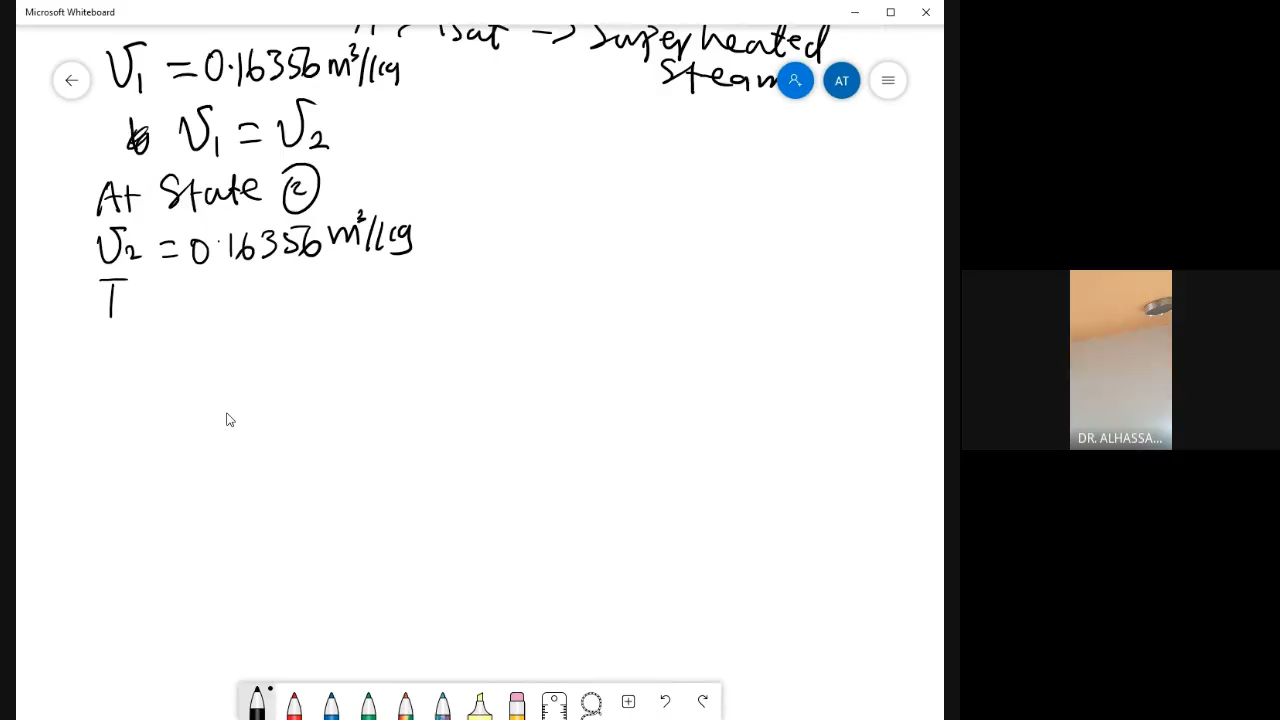 Microsoft Whiteboard
Tsat -> Superheated
Steam
AT
V1 = 0.16356 m³/kg
V1 = V2
At State ②
V2 = 0.16356 m³/kg
T
DR. ALHASSA...